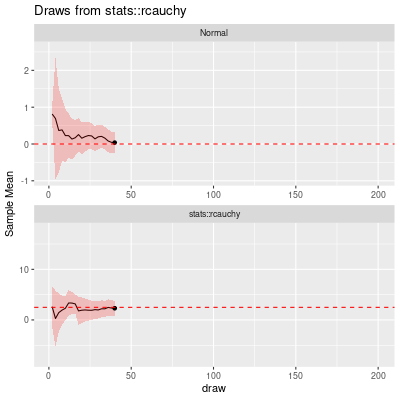 Draws from stats::rcauchy
Normal
2
1
0
-1
0 50 100 150 200
Sample Mean
stats::rcauchy
10
0
0 50 100 150 200
draw